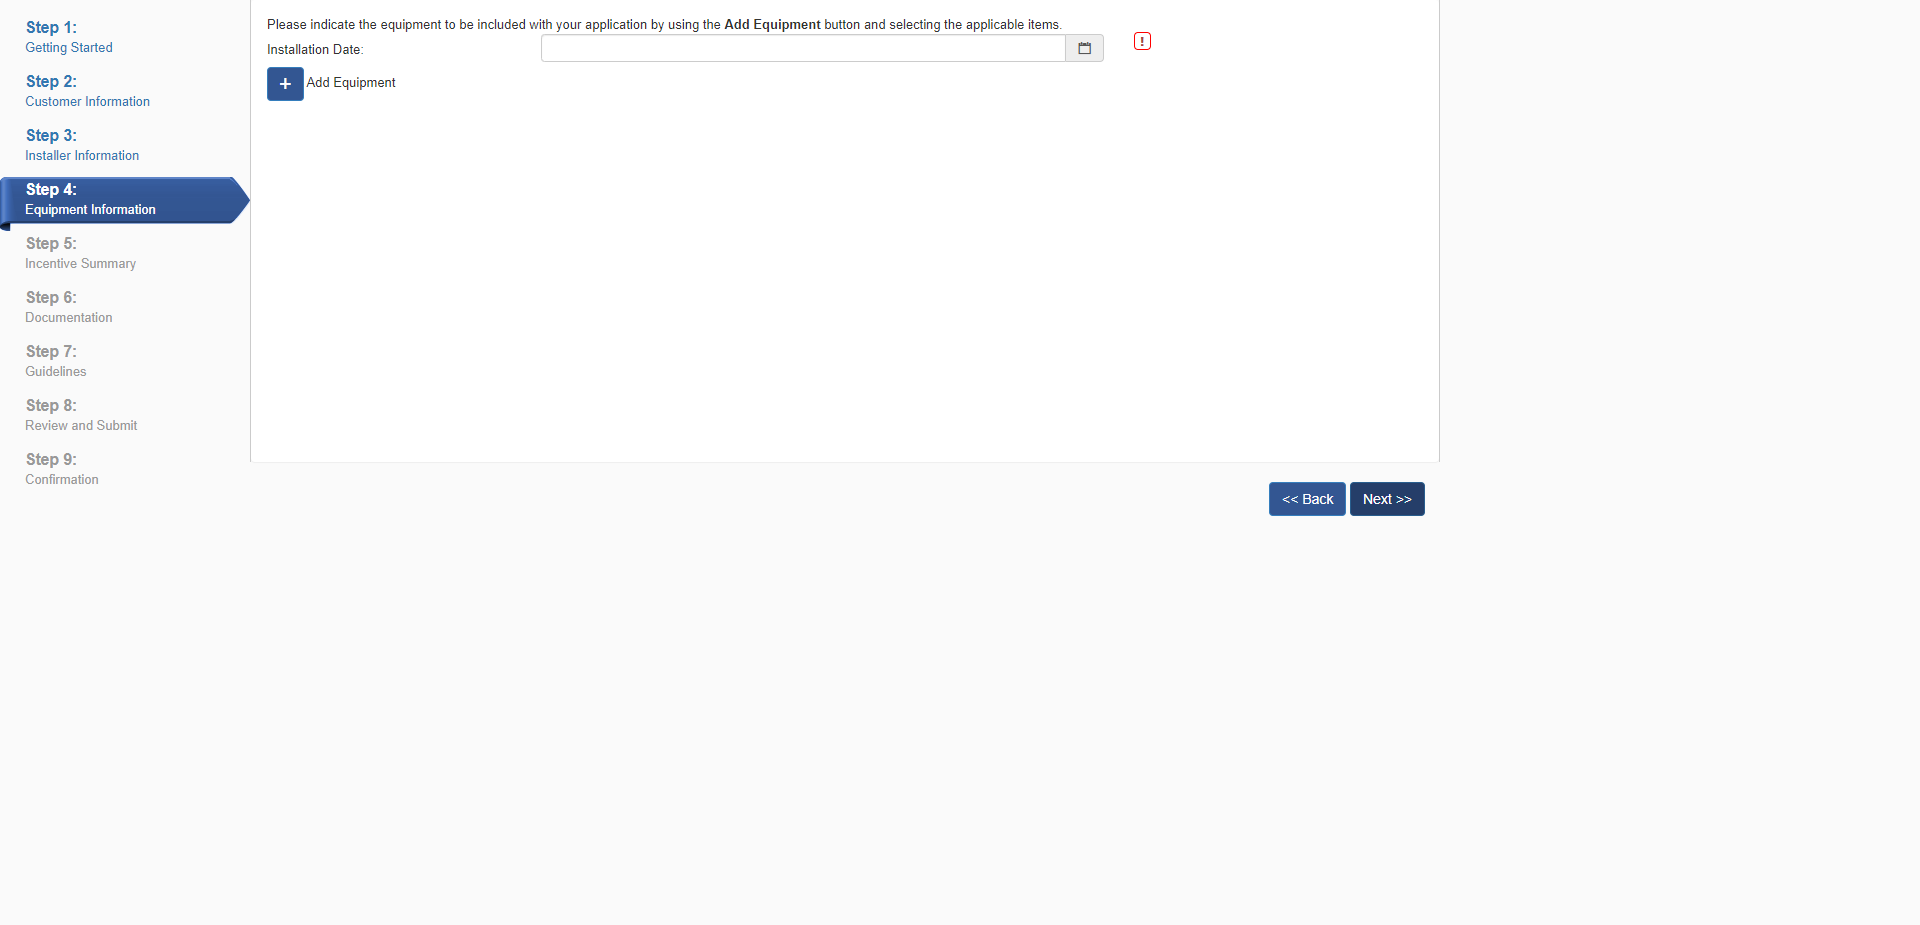 Step 1:
Getting Started
Step 2:
Customer Information
Step 3:
Installer Information
Step 4:
Equipment Information
Step 5:
Incentive Summary
Step 6:
Documentation
Step 7:
Guidelines
Step 8:
Review and Submit
Step 9:
Confirmation
Please indicate the equipment to be included with your application by using the Add Equipment button and selecting the applicable items.
Installation Date:
!
+ Add Equipment
<< Back
Next >>